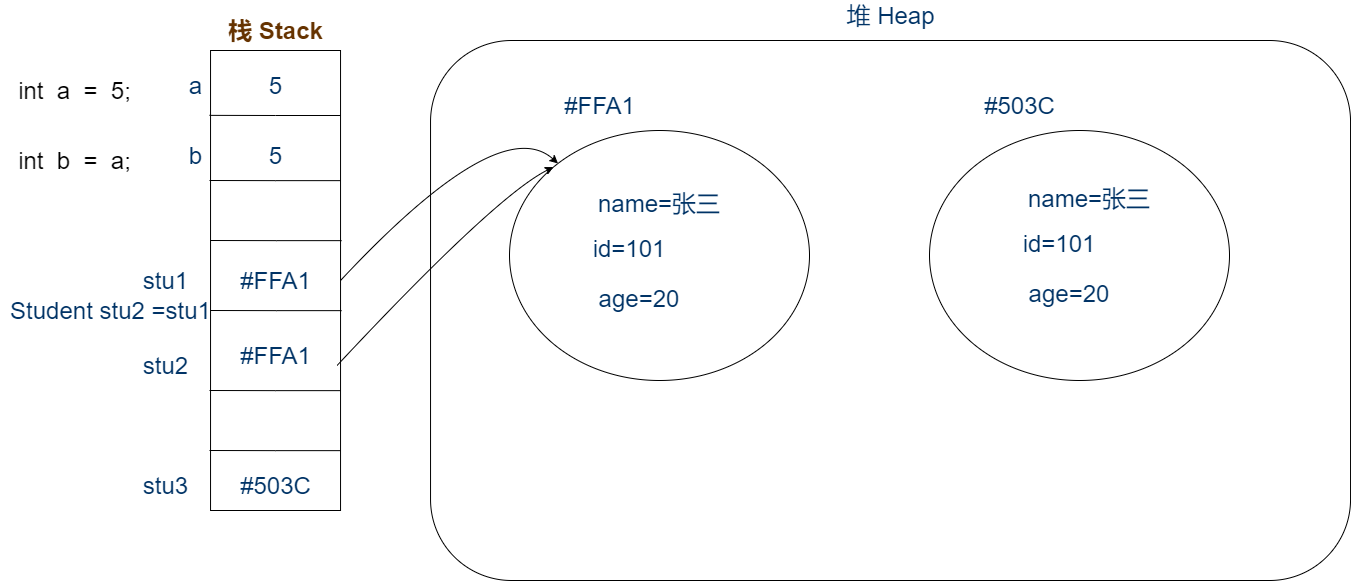 堆 Heap
栈 Stack
int a = 5;
a
5
int b = a;
b
5
stu1
#FFA1
Student stu2 =stu1
stu2
#FFA1
stu3
#503C
#FFA1
name=张三
id=101
age=20
#503C
name=张三
id=101
age=20